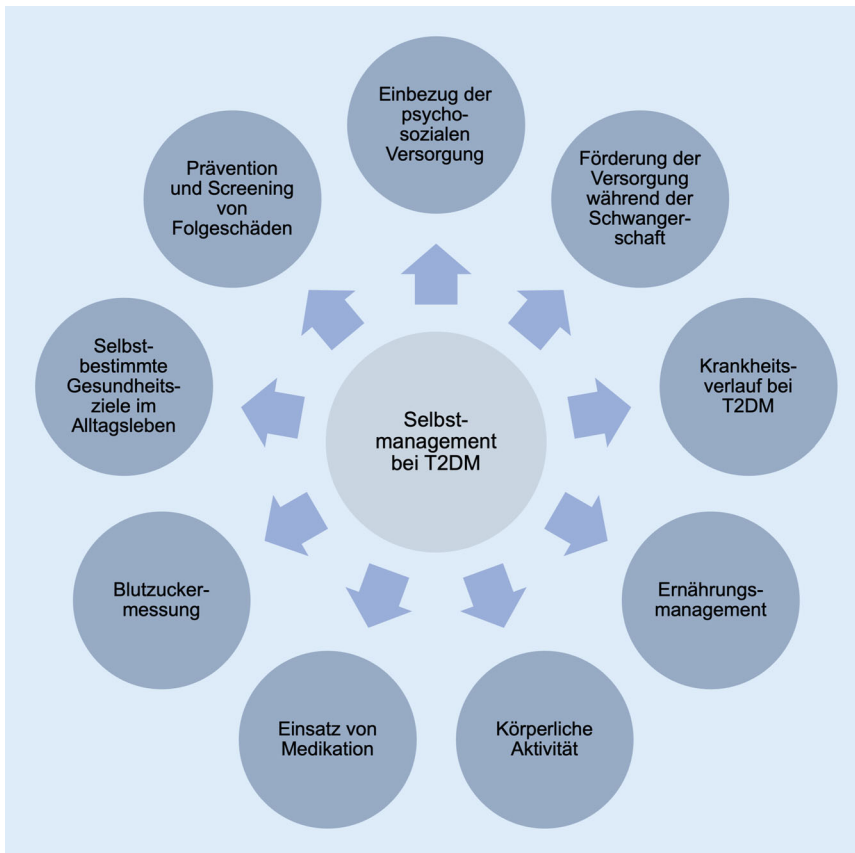 Einbezug der
psycho-
sozialen
Versorgung
Förderung der
Versorgung
während der
Schwanger-
schaft
Krankheits-
verlauf bei
T2DM
Ernährungs-
management
Körperliche
Aktivität
Einsatz von
Medikation
Blutzucker-
messung
Selbst-
bestimmte
Gesundheits-
ziele im
Alltagsleben
Prävention
und Screening
von
Folgeschäden
Selbst-
management
bei T2DM